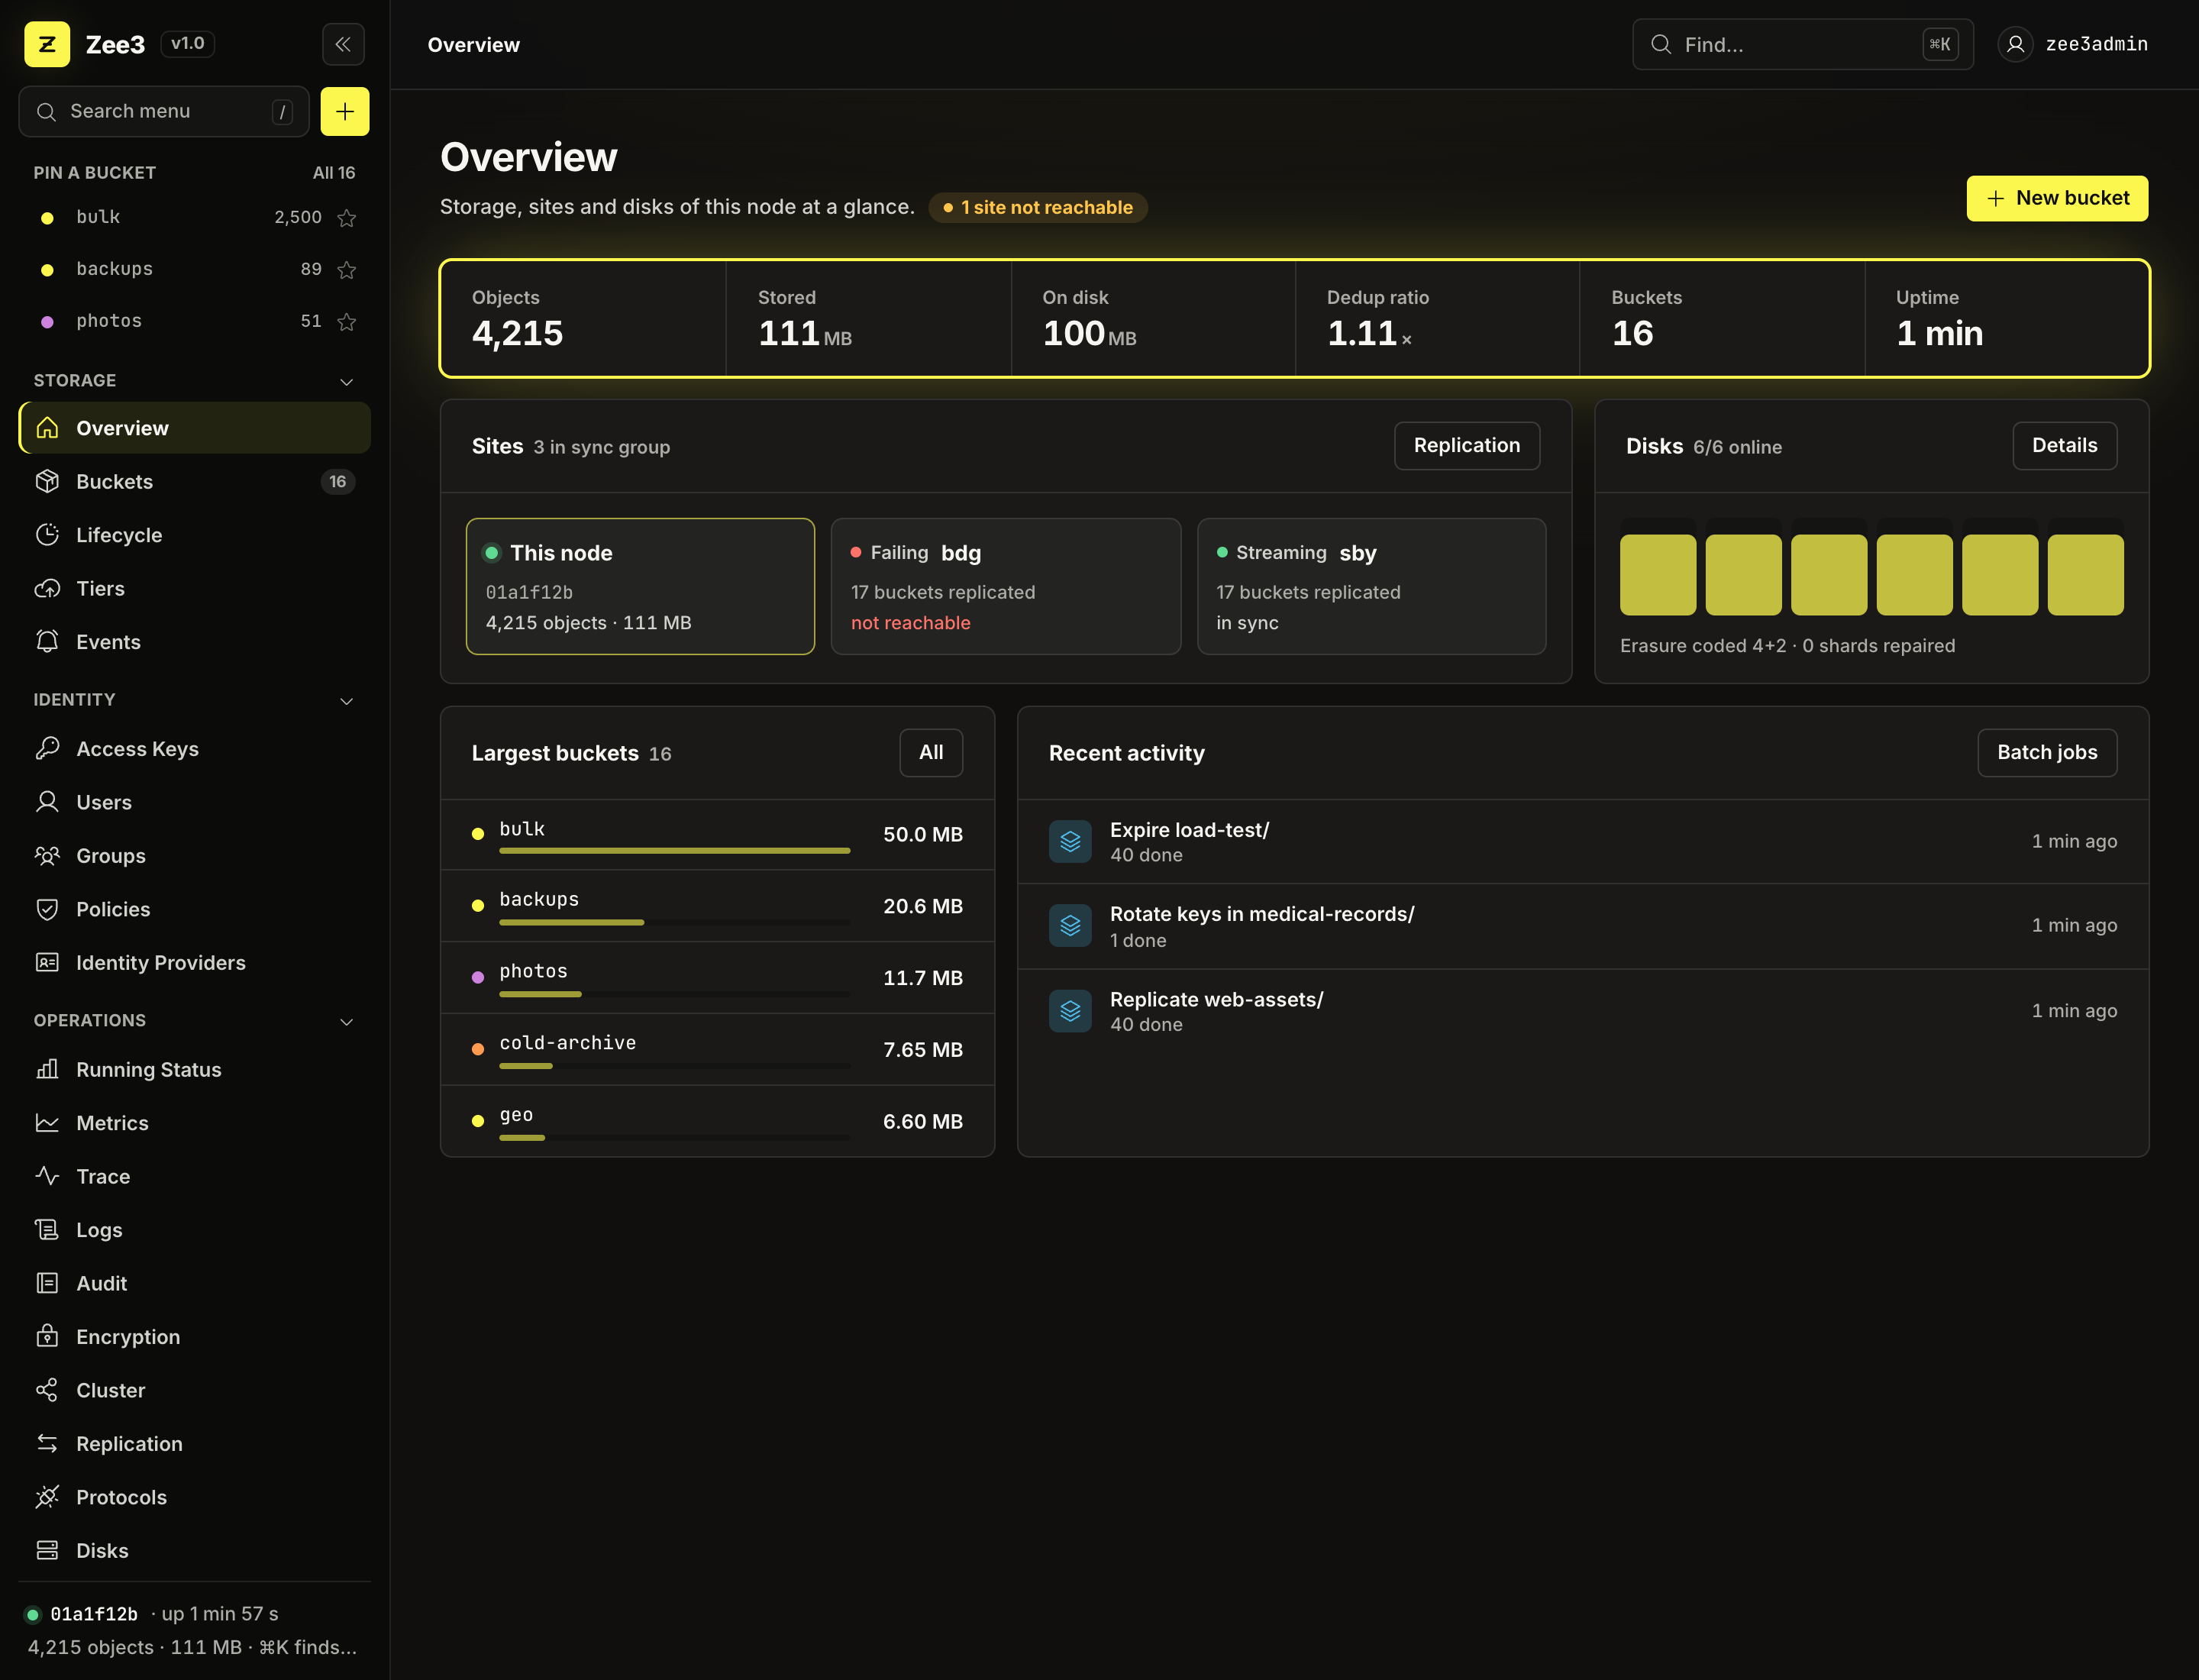 Zee3 v1.0
Search menu /
PIN A BUCKET All 16
bulk 2,500
backups 89
photos 51
STORAGE
Overview
Buckets 16
Lifecycle
Tiers
Events
IDENTITY
Access Keys
Users
Groups
Policies
Identity Providers
OPERATIONS
Running Status
Metrics
Trace
Logs
Audit
Encryption
Cluster
Replication
Protocols
Disks
01a1f12b · up 1 min 57 s
4,215 objects · 111 MB · ⌘K finds...
Overview
Find... ⌘K
zee3admin
Overview
Storage, sites and disks of this node at a glance. 1 site not reachable
+ New bucket
Objects
4,215
Stored
111 MB
On disk
100 MB
Dedup ratio
1.11 ×
Buckets
16
Uptime
1 min
Sites 3 in sync group
Replication
This node
01a1f12b
4,215 objects · 111 MB
Failing bdg
17 buckets replicated
not reachable
Streaming sby
17 buckets replicated
in sync
Disks 6/6 online
Details
Erasure coded 4+2 · 0 shards repaired
Largest buckets 16
All
bulk 50.0 MB
backups 20.6 MB
photos 11.7 MB
cold-archive 7.65 MB
geo 6.60 MB
Recent activity
Batch jobs
Expire load-test/
40 done
1 min ago
Rotate keys in medical-records/
1 done
1 min ago
Replicate web-assets/
40 done
1 min ago